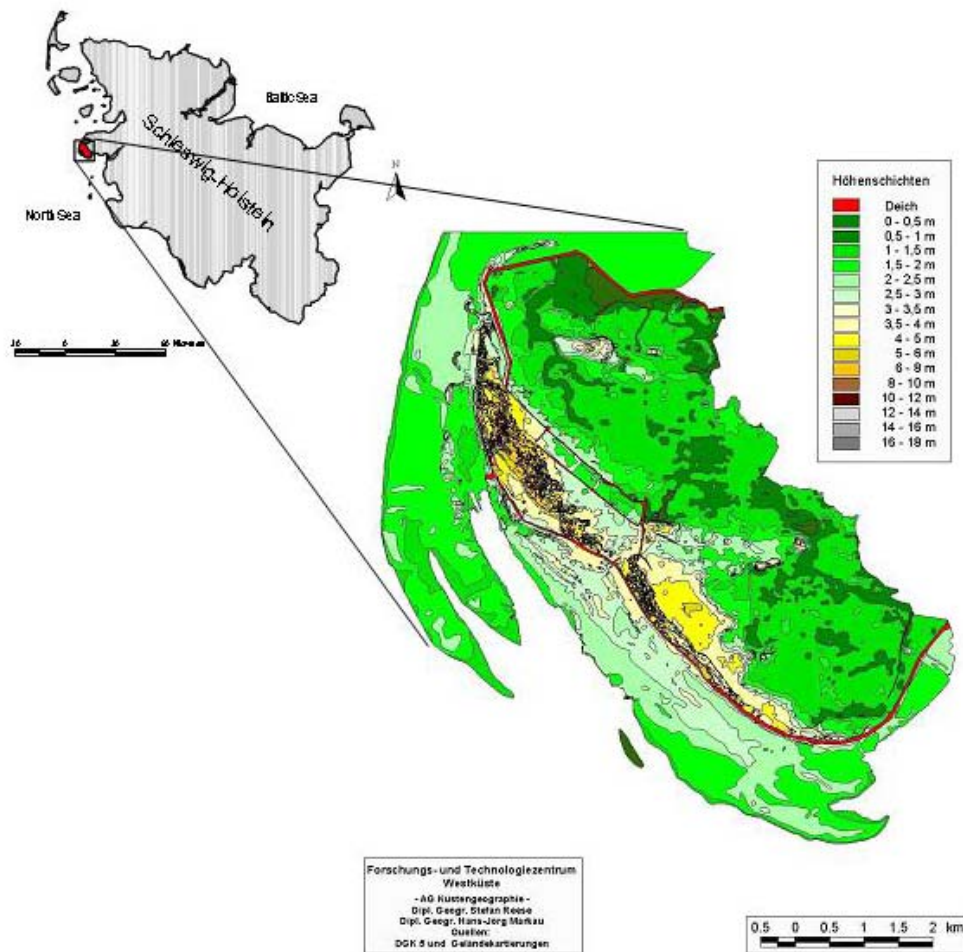 Baltic Sea
Schleswig-Holstein
N
North Sea
Höhenschichten
Deich
0 - 0,5 m
0,5 - 1 m
1 - 1,5 m
1,5 - 2 m
2 - 2,5 m
2,5 - 3 m
3 - 3,5 m
3,5 - 4 m
4 - 5 m
5 - 6 m
6 - 8 m
8 - 10 m
10 - 12 m
12 - 14 m
14 - 16 m
16 - 18 m
Forschungs- und Technologiezentrum
Westküste
- AG Küstengeographie -
Dipl. Geogr. Stefan Reese
Dipl. Geogr. Hans-Jörg Markau
Quellen:
DGK 5 und Geländekartierungen
0.5 0 0.5 1 1.5 2 km